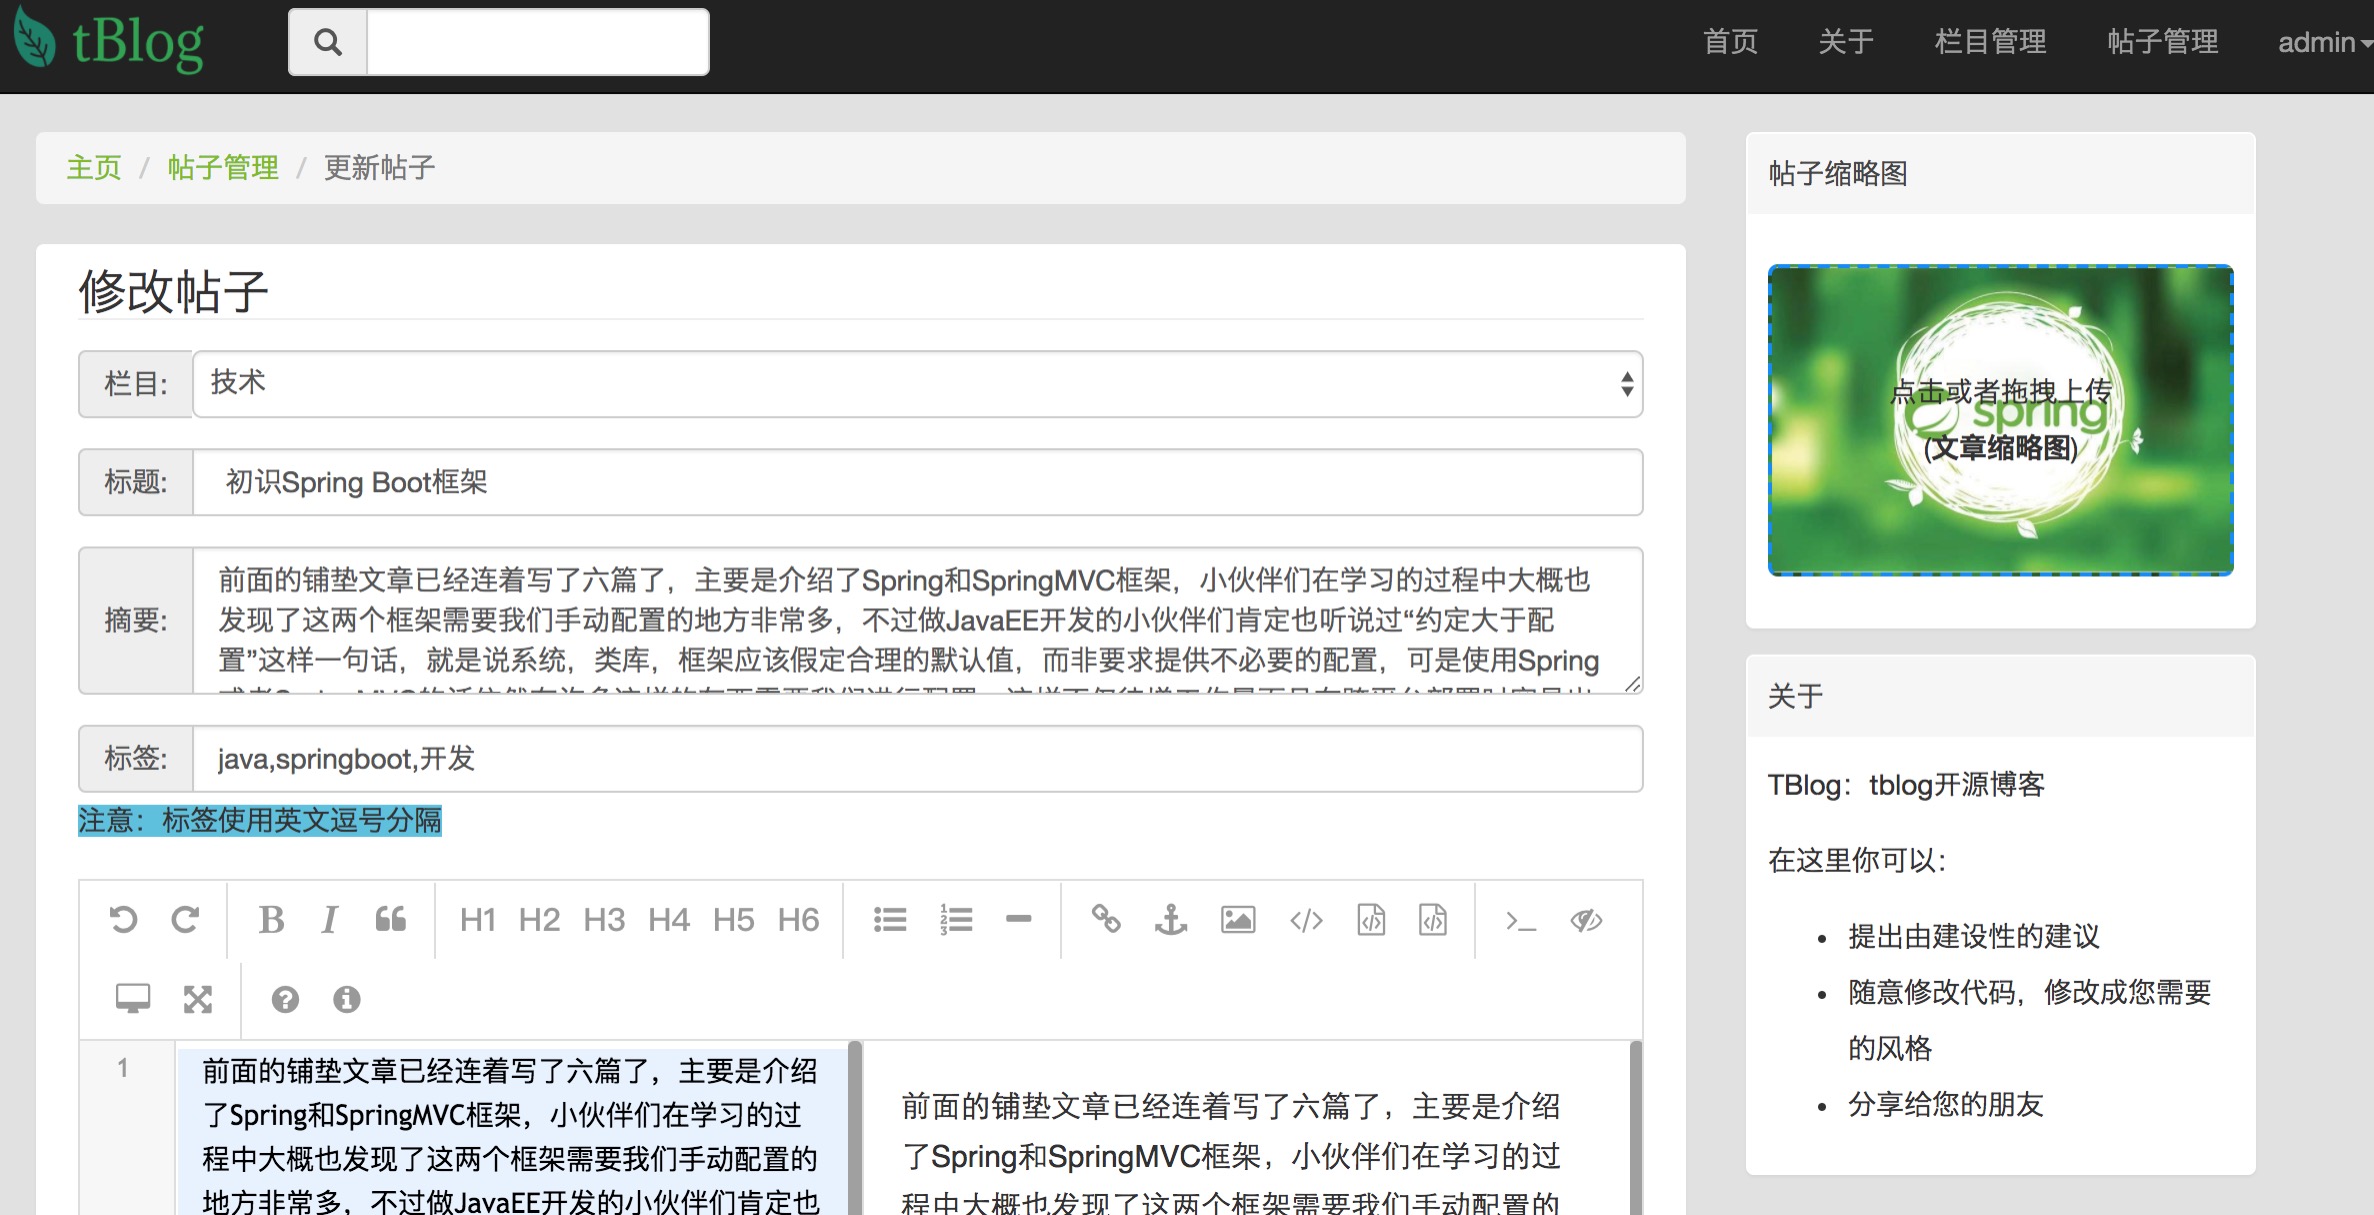 tBlog
首页 关于 栏目管理 帖子管理 admin
主页 / 帖子管理 / 更新帖子
修改帖子
栏目: 技术
标题: 初识Spring Boot框架
摘要: 前面的铺垫文章已经连着写了六篇了，主要是介绍了Spring和SpringMVC框架，小伙伴们在学习的过程中大概也
发现了这两个框架需要我们手动配置的地方非常多，不过做JavaEE开发的小伙伴们肯定也听说过“约定大于配
置”这样一句话，就是说系统，类库，框架应该假定合理的默认值，而非要求提供不必要的配置，可是使用Spring
标签: java,springboot,开发
注意：标签使用英文逗号分隔
B I H1 H2 H3 H4 H5 H6
1
前面的铺垫文章已经连着写了六篇了，主要是介绍
了Spring和SpringMVC框架，小伙伴们在学习的过
程中大概也发现了这两个框架需要我们手动配置的
地方非常多，不过做JavaEE开发的小伙伴们肯定也
前面的铺垫文章已经连着写了六篇了，主要是介绍
了Spring和SpringMVC框架，小伙伴们在学习的过
程中大概也发现了这两个框架需要我们手动配置的
帖子缩略图
点击或者拖拽上传
spring
(文章缩略图)
关于
TBlog：tblog开源博客
在这里你可以：
提出由建设性的建议
随意修改代码，修改成您需要
的风格
分享给您的朋友